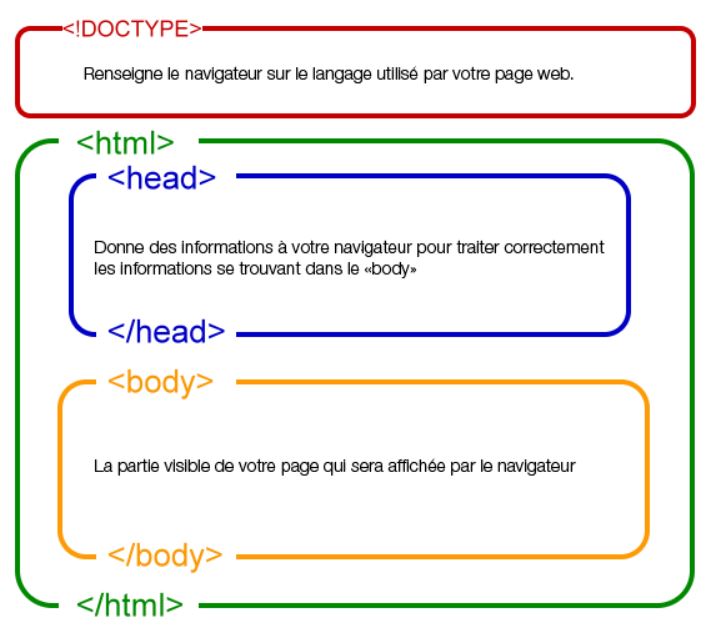 <!DOCTYPE>
Renseigne le navigateur sur le langage utilisé par votre page web.
<html>
<head>
Donne des informations à votre navigateur pour traiter correctement
les informations se trouvant dans le «body»
</head>
<body>
La partie visible de votre page qui sera affichée par le navigateur
</body>
</html>